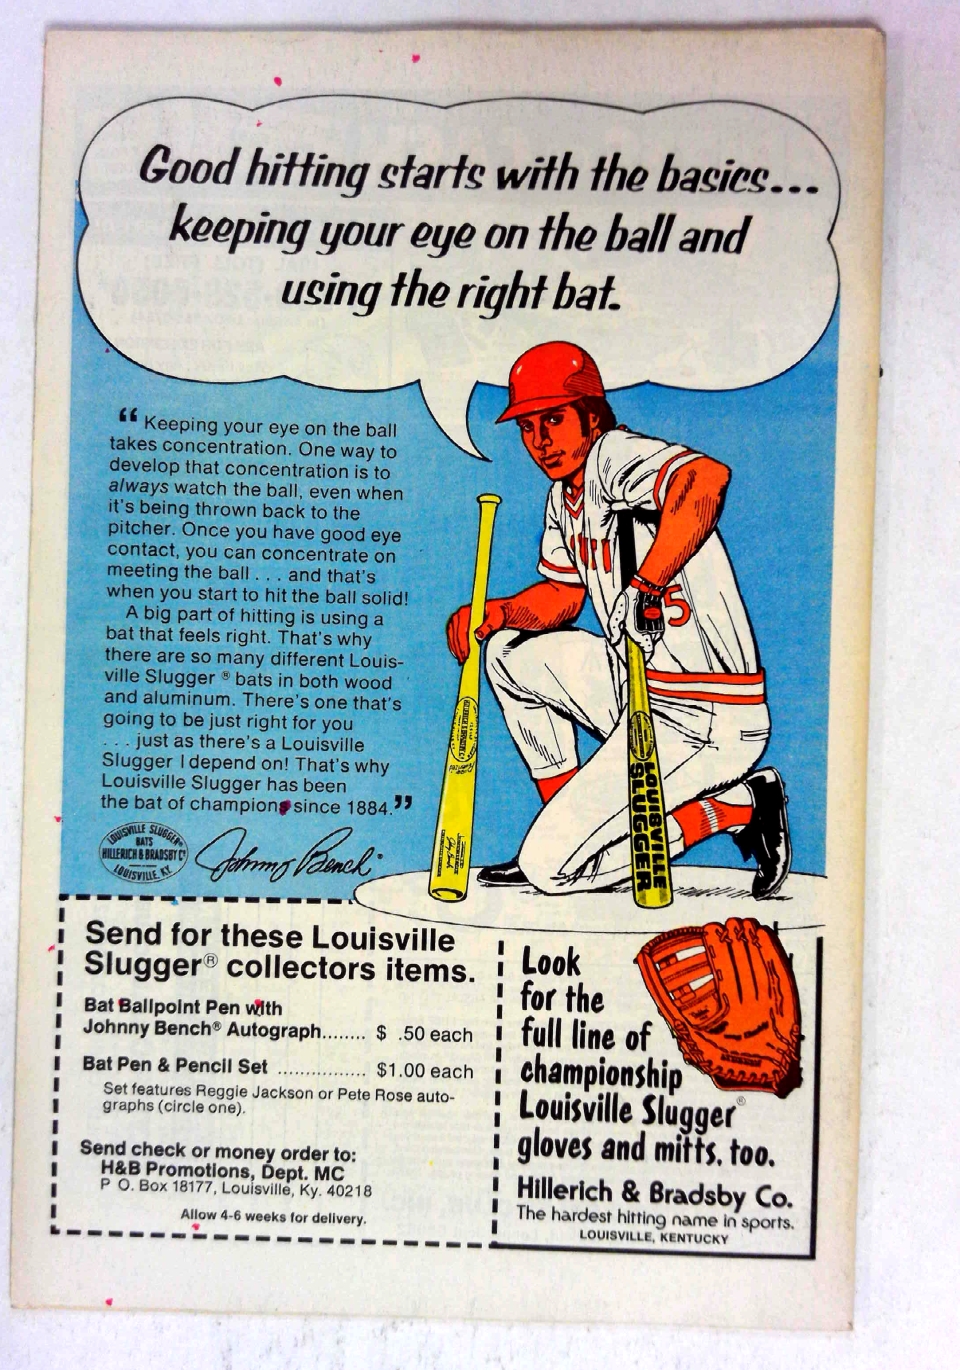 Good hitting starts with the basics...
keeping your eye on the ball and
using the right bat.
“Keeping your eye on the ball
takes concentration. One way to
develop that concentration is to
always watch the ball, even when
it's being thrown back to the
pitcher. Once you have good eye
contact, you can concentrate on
meeting the ball . . . and that's
when you start to hit the ball solid!
A big part of hitting is using a
bat that feels right. That's why
there are so many different Louis-
ville Slugger® bats in both wood
and aluminum. There's one that's
going to be just right for you
. . . just as there's a Louisville
Slugger I depend on! That's why
Louisville Slugger has been
the bat of champions since 1884.”
5
LOUISVILLE
SLUGGER
LOUISVILLE SLUGGER
BATS
HILLERICH & BRADSBY Co
LOUISVILLE, KY.
Johnny Bench
Send for these Louisville
Slugger® collectors items.
Bat Ballpoint Pen with
Johnny Bench® Autograph........ $ .50 each
Bat Pen & Pencil Set ................ $1.00 each
Set features Reggie Jackson or Pete Rose auto-
graphs (circle one).
Send check or money order to:
H&B Promotions, Dept. MC
P O. Box 18177, Louisville, Ky. 40218
Allow 4-6 weeks for delivery.
Look
for the
full line of
championship
Louisville Slugger®
gloves and mitts, too.
Hillerich & Bradsby Co.
The hardest hitting name in sports.
LOUISVILLE, KENTUCKY